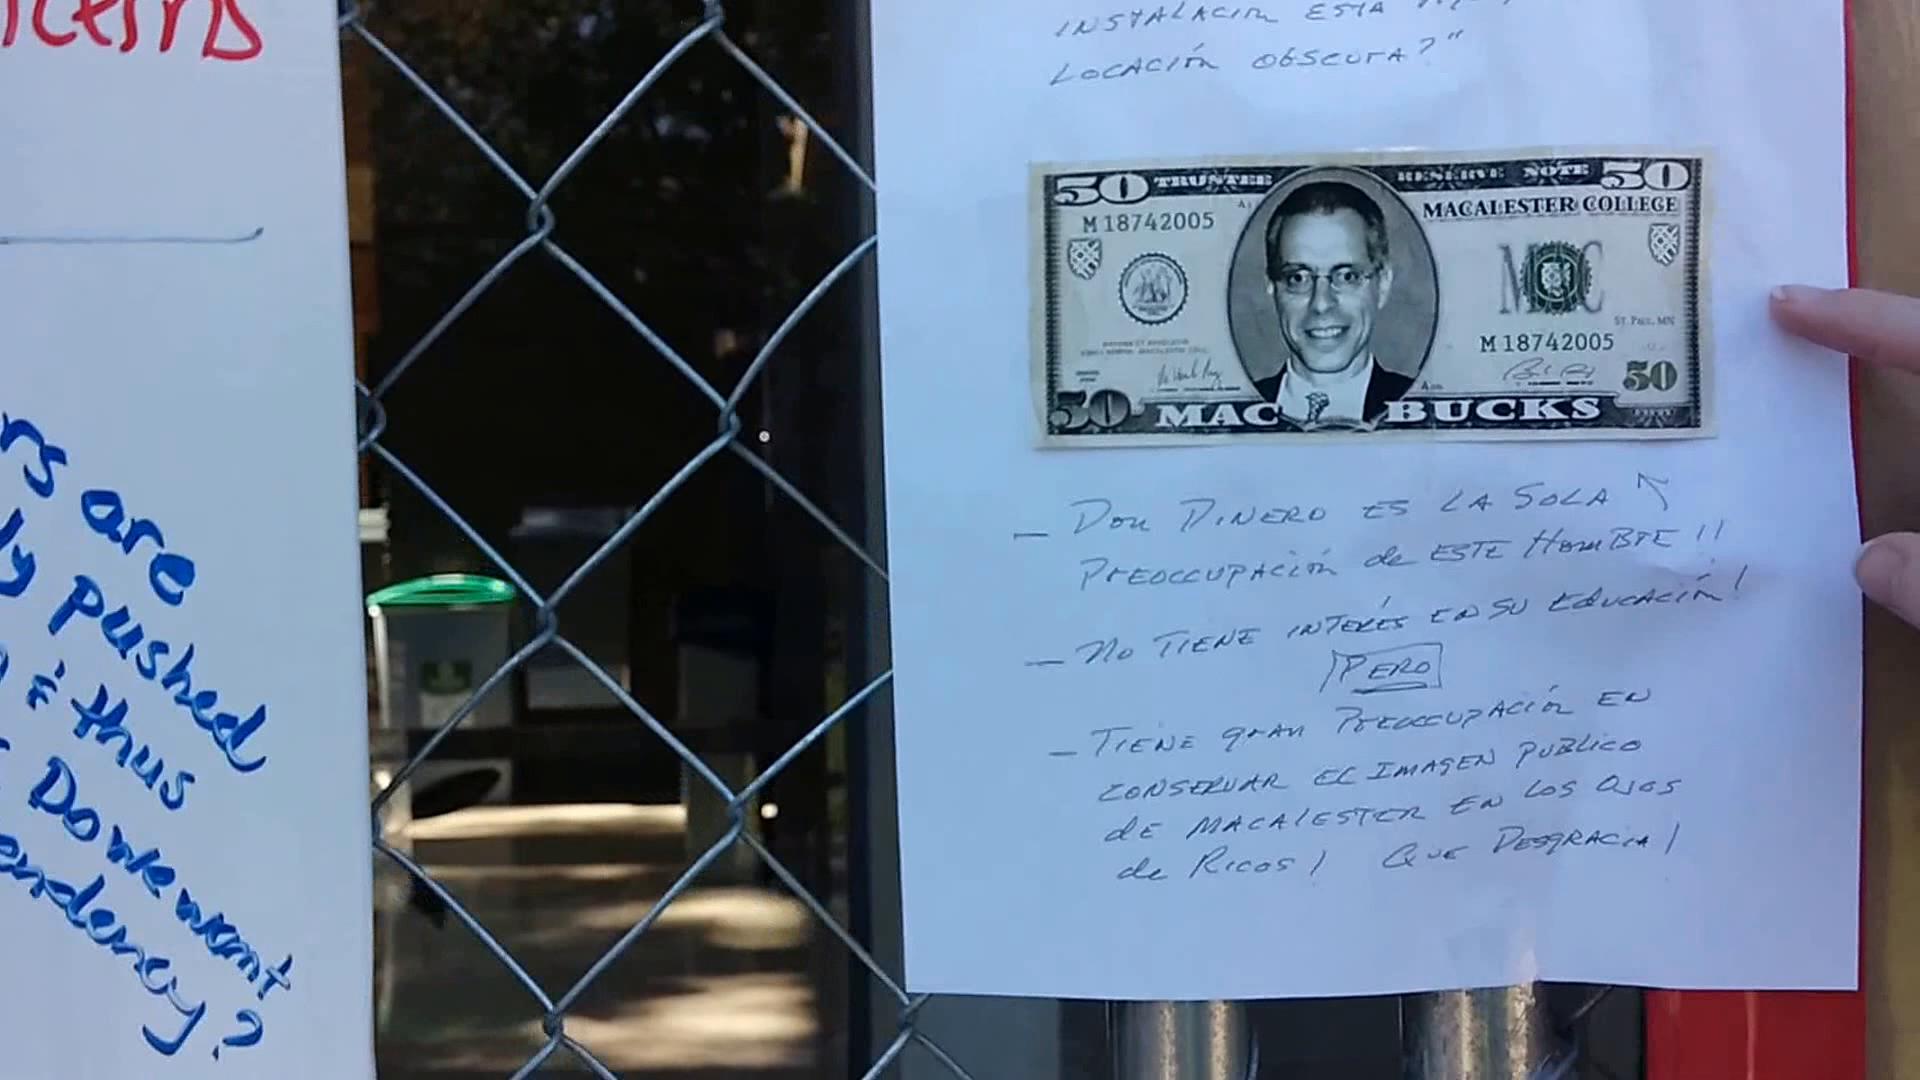 rs are
pushed
& thus
Do we want
endency?
INSTALACIÓN ESTA
LOCACIÓN OBSCURA?"
50 TRUSTEE RESERVE NOTE 50
MACALESTER COLLEGE
M 18742005
MC
ST. PAUL, MN
M 18742005
50
50 MAC BUCKS
— DON DINERO ES LA SOLA
PREOCCUPACIÓN de ESTE HOMBRE!!
— NO TIENE INTERÉS EN SU EDUCACIÓN!
PERO
— TIENE GRAN PREOCCUPACIÓN EN
CONSERVAR EL IMAGEN PUBLICO
de MACALESTER EN LOS OJOS
de RICOS! QUE DESGRACIA!